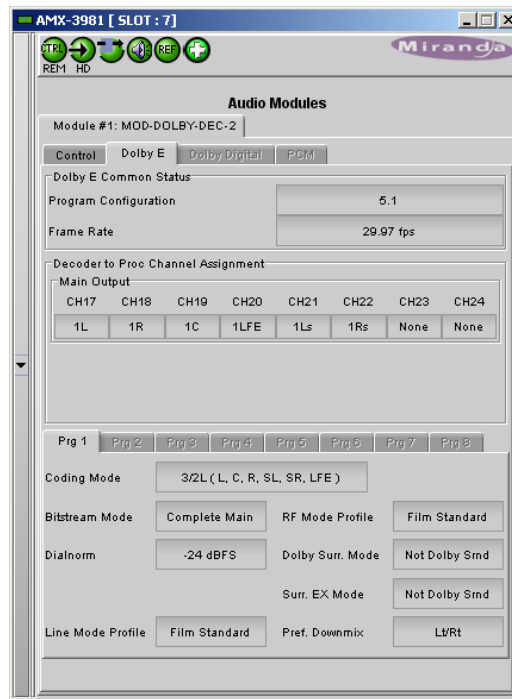 AMX-3981 [ SLOT : 7]
CTRL REF
REM HD
Miranda
Audio Modules
Module #1: MOD-DOLBY-DEC-2
Control Dolby E Dolby Digital PCM
Dolby E Common Status
Program Configuration 5.1
Frame Rate 29.97 fps
Decoder to Proc Channel Assignment
Main Output
CH17 CH18 CH19 CH20 CH21 CH22 CH23 CH24
1L 1R 1C 1LFE 1Ls 1Rs None None
Prg 1 Prg 2 Prg 3 Prg 4 Prg 5 Prg 6 Prg 7 Prg 8
Coding Mode 3/2L ( L, C, R, SL, SR, LFE )
Bitstream Mode Complete Main RF Mode Profile Film Standard
Dialnorm -24 dBFS Dolby Surr. Mode Not Dolby Srnd
Surr. EX Mode Not Dolby Srnd
Line Mode Profile Film Standard Pref. Downmix Lt/Rt